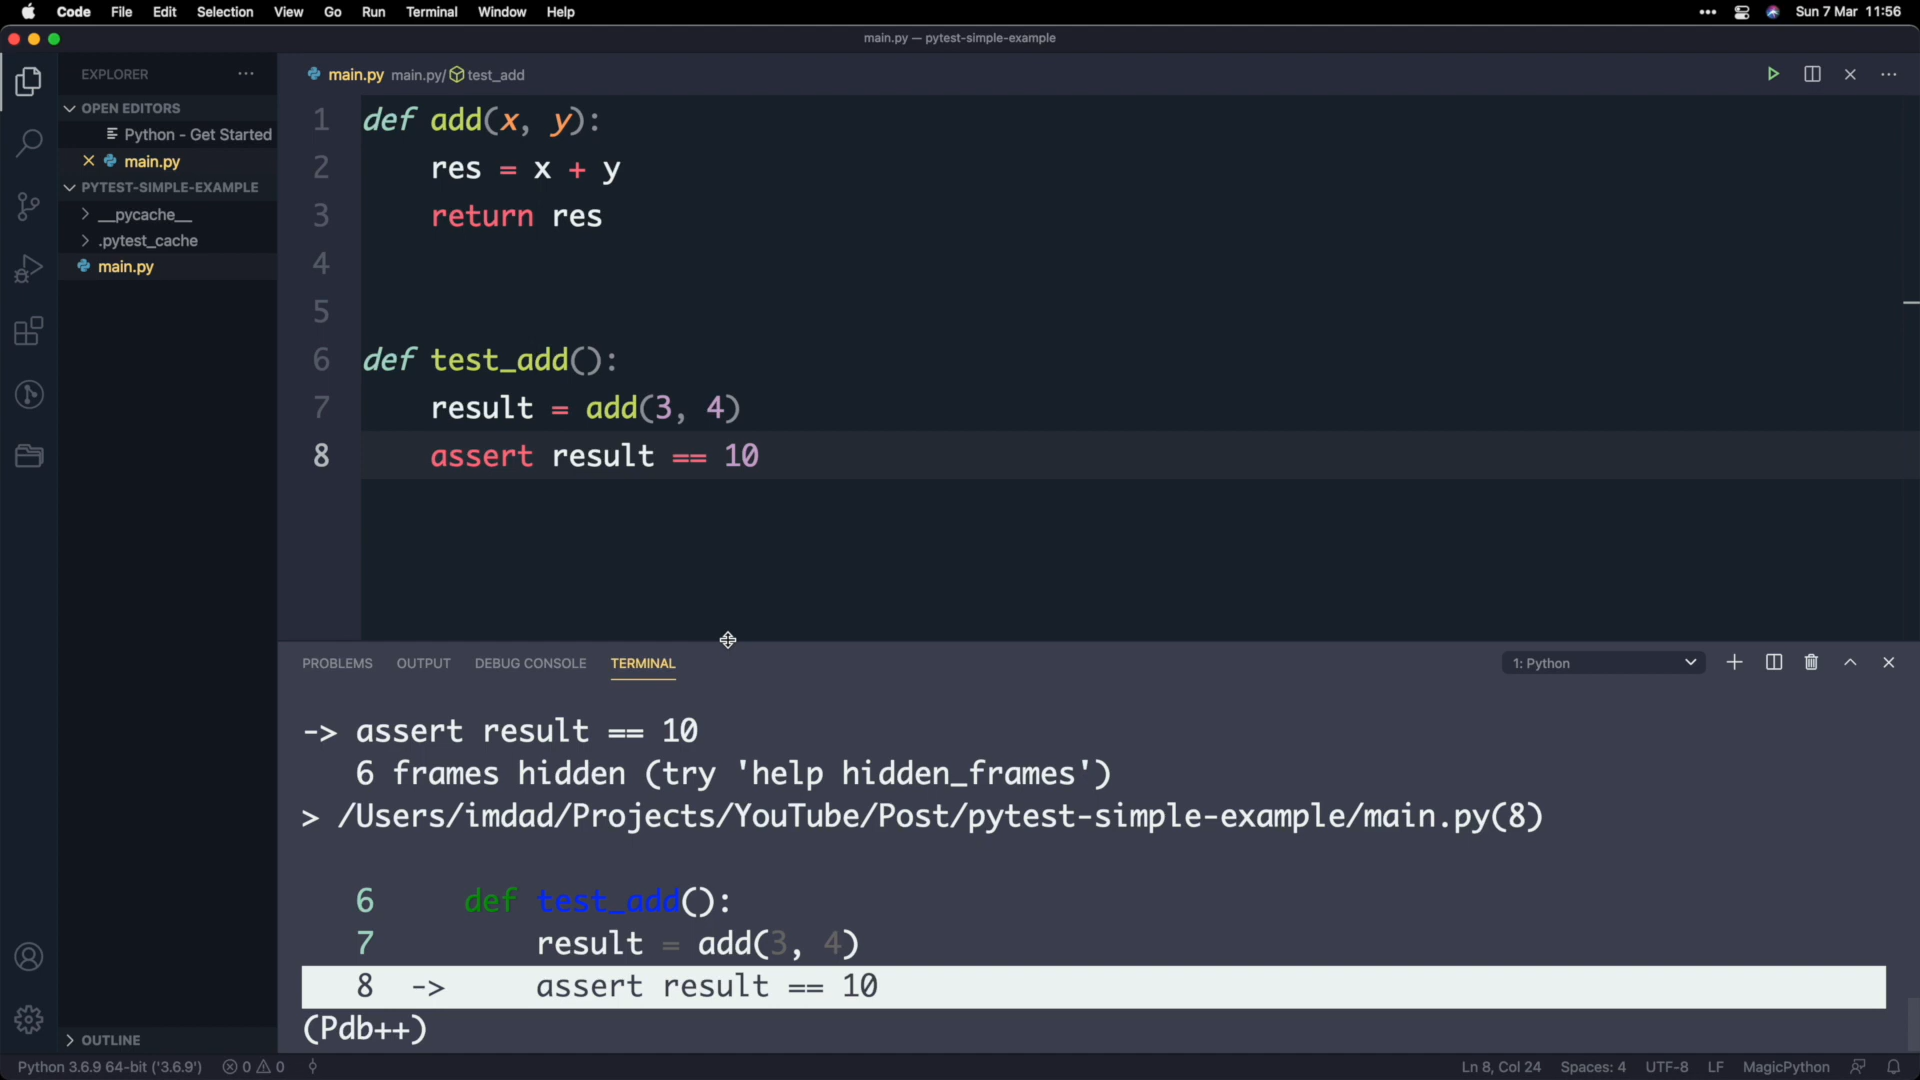 Code File Edit Selection View Go Run Terminal Window Help
Sun 7 Mar 11:56
main.py — pytest-simple-example
EXPLORER
OPEN EDITORS
Python - Get Started
main.py
PYTEST-SIMPLE-EXAMPLE
__pycache__
.pytest_cache
main.py
OUTLINE
main.py main.py/ test_add
1 def add(x, y):
2 res = x + y
3 return res
4
5
6 def test_add():
7 result = add(3, 4)
8 assert result == 10
PROBLEMS OUTPUT DEBUG CONSOLE TERMINAL
1: Python
-> assert result == 10
6 frames hidden (try 'help hidden_frames')
> /Users/imdad/Projects/YouTube/Post/pytest-simple-example/main.py(8)
6 def test_add():
7 result = add(3, 4)
8 -> assert result == 10
(Pdb++)
Python 3.6.9 64-bit ('3.6.9') 0 0
Ln 8, Col 24 Spaces: 4 UTF-8 LF MagicPython